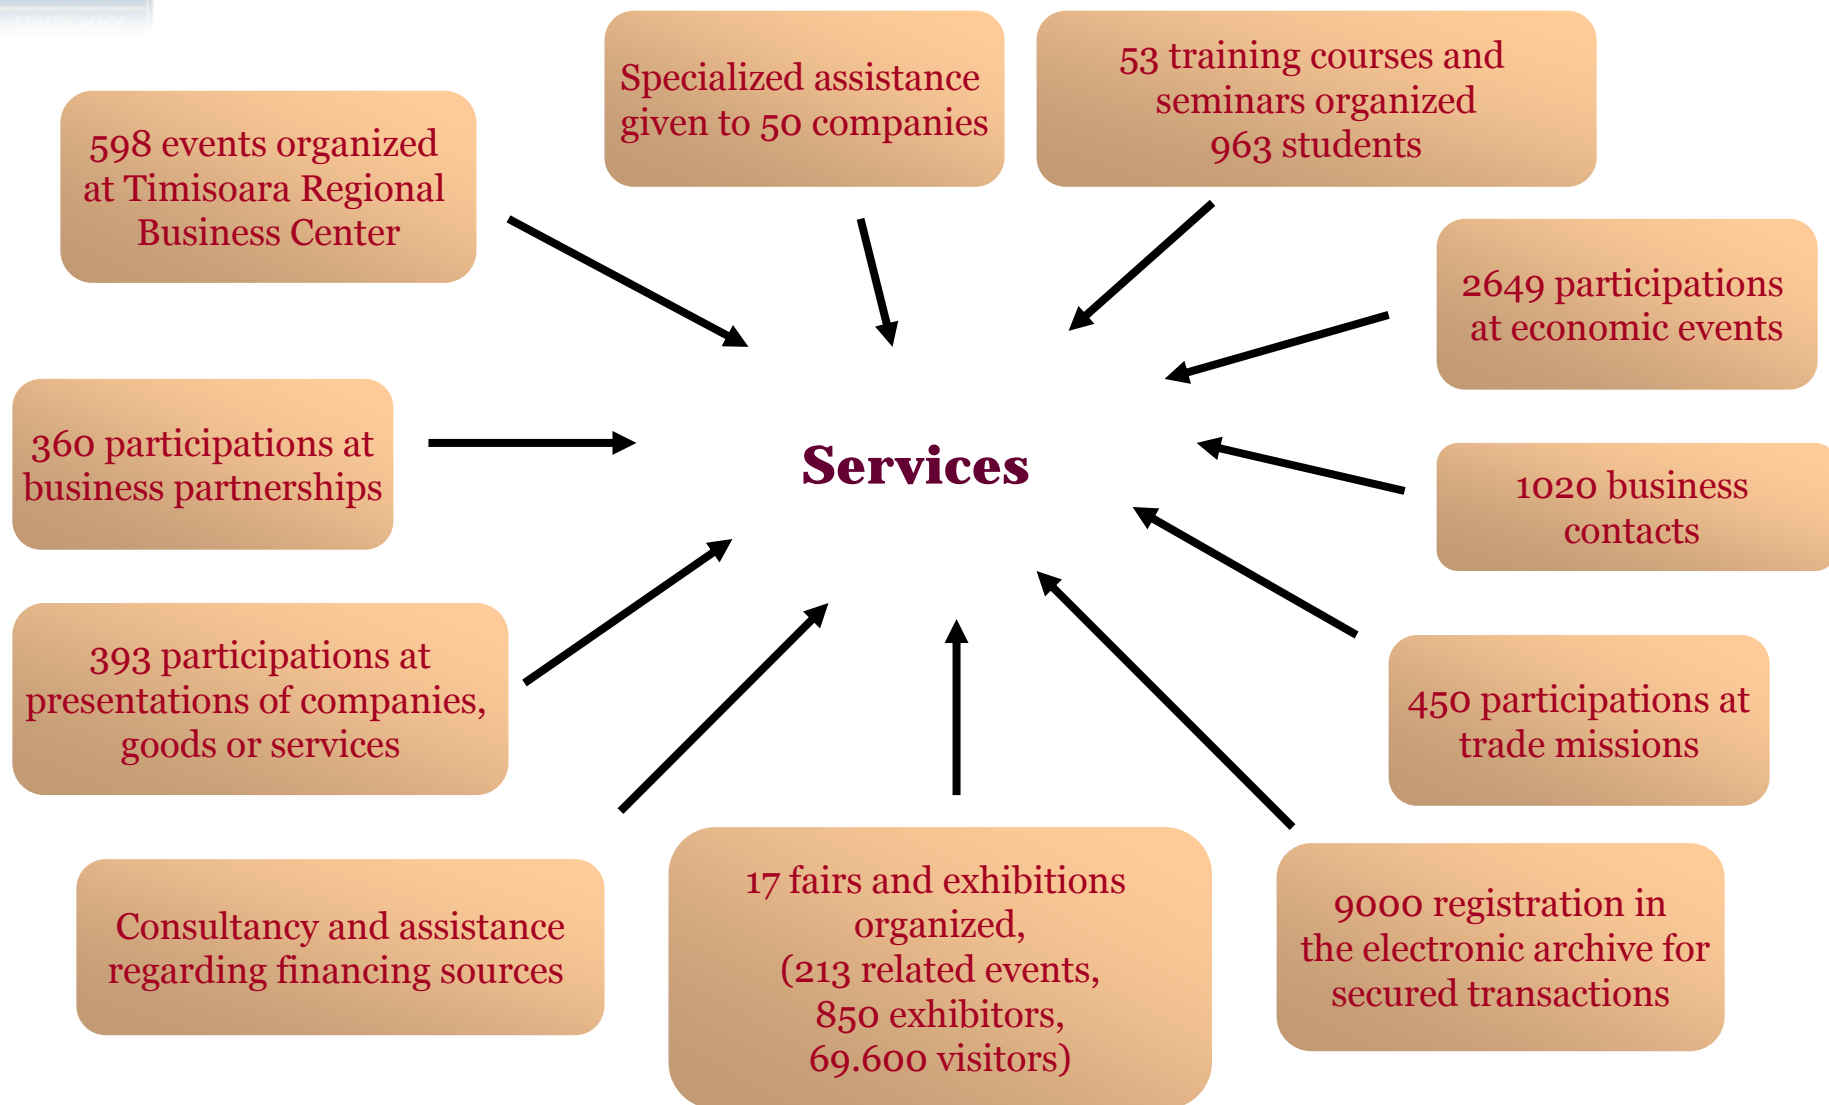 Specialized assistance
given to 50 companies
53 training courses and
seminars organized
963 students
598 events organized
at Timisoara Regional
Business Center
2649 participations
at economic events
360 participations at
business partnerships
Services
1020 business
contacts
393 participations at
presentations of companies,
goods or services
450 participations at
trade missions
Consultancy and assistance
regarding financing sources
17 fairs and exhibitions
organized,
(213 related events,
850 exhibitors,
69.600 visitors)
9000 registration in
the electronic archive for
secured transactions